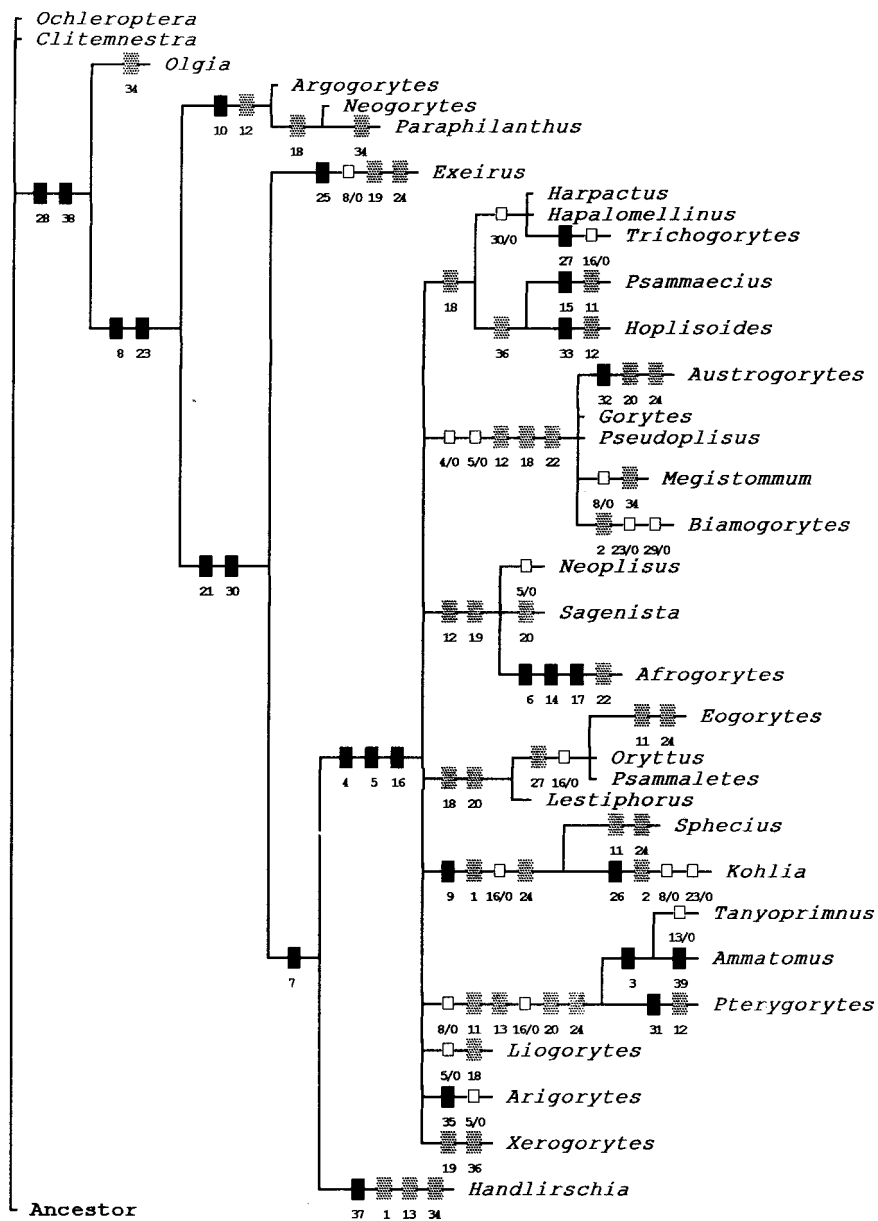 Ochleroptera
Clitemnestra
Olgia
34
Argogorytes
10 12
Neogorytes
Paraphilanthus
18 34
Exeirus
25 8/0 19 24
28 38
Harpactus
Hapalomellinus
30/0
Trichogorytes
27 16/0
18
Psammaecius
15 11
Hoplisoides
36 33 12
8 23
Austrogorytes
32 20 24
Gorytes
Pseudoplisus
4/0 5/0 12 18 22
Megistommum
8/0 34
Biamogorytes
2 23/0 29/0
Neoplisus
5/0
21 30
Sagenista
12 19 20
Afrogorytes
6 14 17 22
Eogorytes
11 24
Oryttus
27 16/0
Psammaletes
4 5 16
18 20
Lestiphorus
Sphecius
11 24
Kohlia
9 1 16/0 24 26 2 8/0 23/0
Tanyoprimnus
13/0
Ammatomus
7 3 39
Pterygorytes
8/0 11 13 16/0 20 24 31 12
Liogorytes
5/0 18
Arigorytes
35 5/0
Xerogorytes
19 36
Handlirschia
37 1 13 34
Ancestor